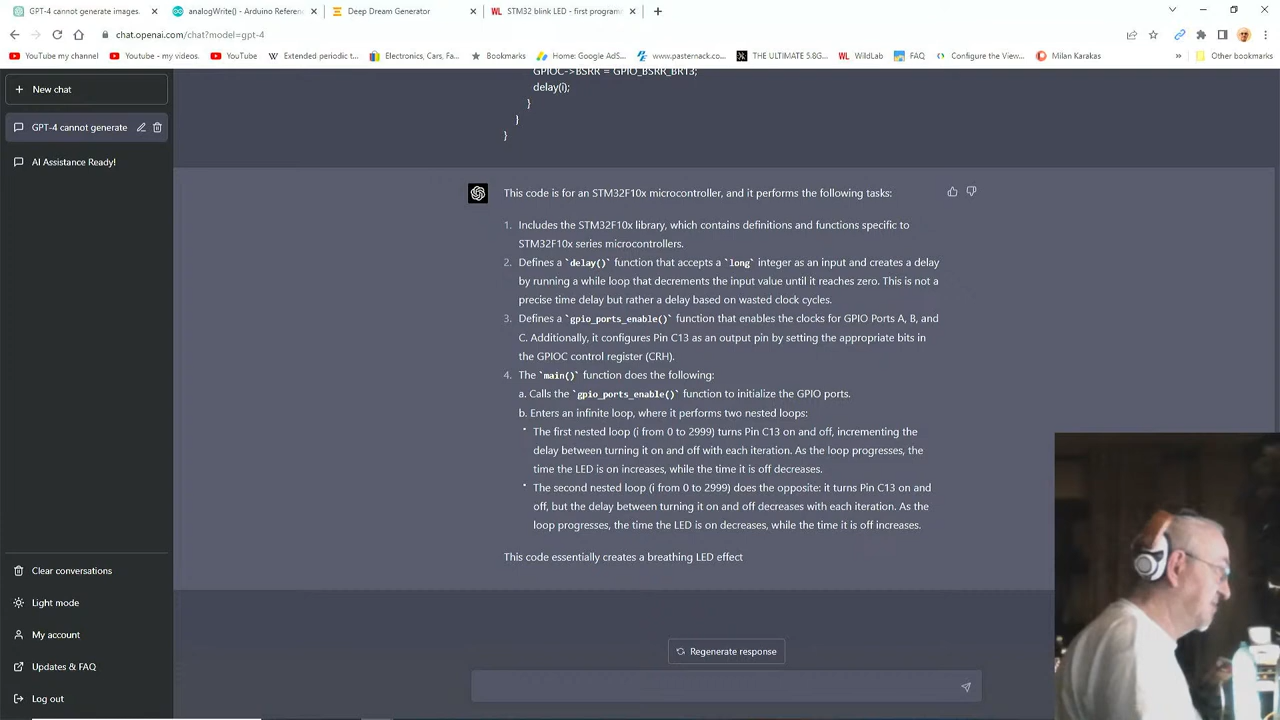 GPT-4 cannot generate images.
analogWrite() - Arduino Referen
Deep Dream Generator
STM32 blink LED - first program
chat.openai.com/chat?model=gpt-4
YouTube my channel
Youtube - my videos.
YouTube
Extended periodic t...
Electronics, Cars, Fa...
Bookmarks
Home: Google AdS...
www.pasternack.c...
THE ULTIMATE 5.8G...
WildLab
FAQ
Configure the View...
Milan Karakas
»
Other bookmarks
New chat
GPT-4 cannot generate
AI Assistance Ready!
GPIOC->BSRR = GPIO_BSRR_BR13;
delay(i);
}
}
}
This code is for an STM32F10x microcontroller, and it performs the following tasks:
1. Includes the STM32F10x library, which contains definitions and functions specific to
STM32F10x series microcontrollers.
2. Defines a `delay()` function that accepts a `long` integer as an input and creates a delay
by running a while loop that decrements the input value until it reaches zero. This is not a
precise time delay but rather a delay based on wasted clock cycles.
3. Defines a `gpio_ports_enable()` function that enables the clocks for GPIO Ports A, B, and
C. Additionally, it configures Pin C13 as an output pin by setting the appropriate bits in
the GPIOC control register (CRH).
4. The `main()` function does the following:
a. Calls the `gpio_ports_enable()` function to initialize the GPIO ports.
b. Enters an infinite loop, where it performs two nested loops:
• The first nested loop (i from 0 to 2999) turns Pin C13 on and off, incrementing the
delay between turning it on and off with each iteration. As the loop progresses, the
time the LED is on increases, while the time it is off decreases.
• The second nested loop (i from 0 to 2999) does the opposite: it turns Pin C13 on and
off, but the delay between turning it on and off decreases with each iteration. As the
loop progresses, the time the LED is on decreases, while the time it is off increases.
This code essentially creates a breathing LED effect
Clear conversations
Light mode
My account
Updates & FAQ
Log out
Regenerate response